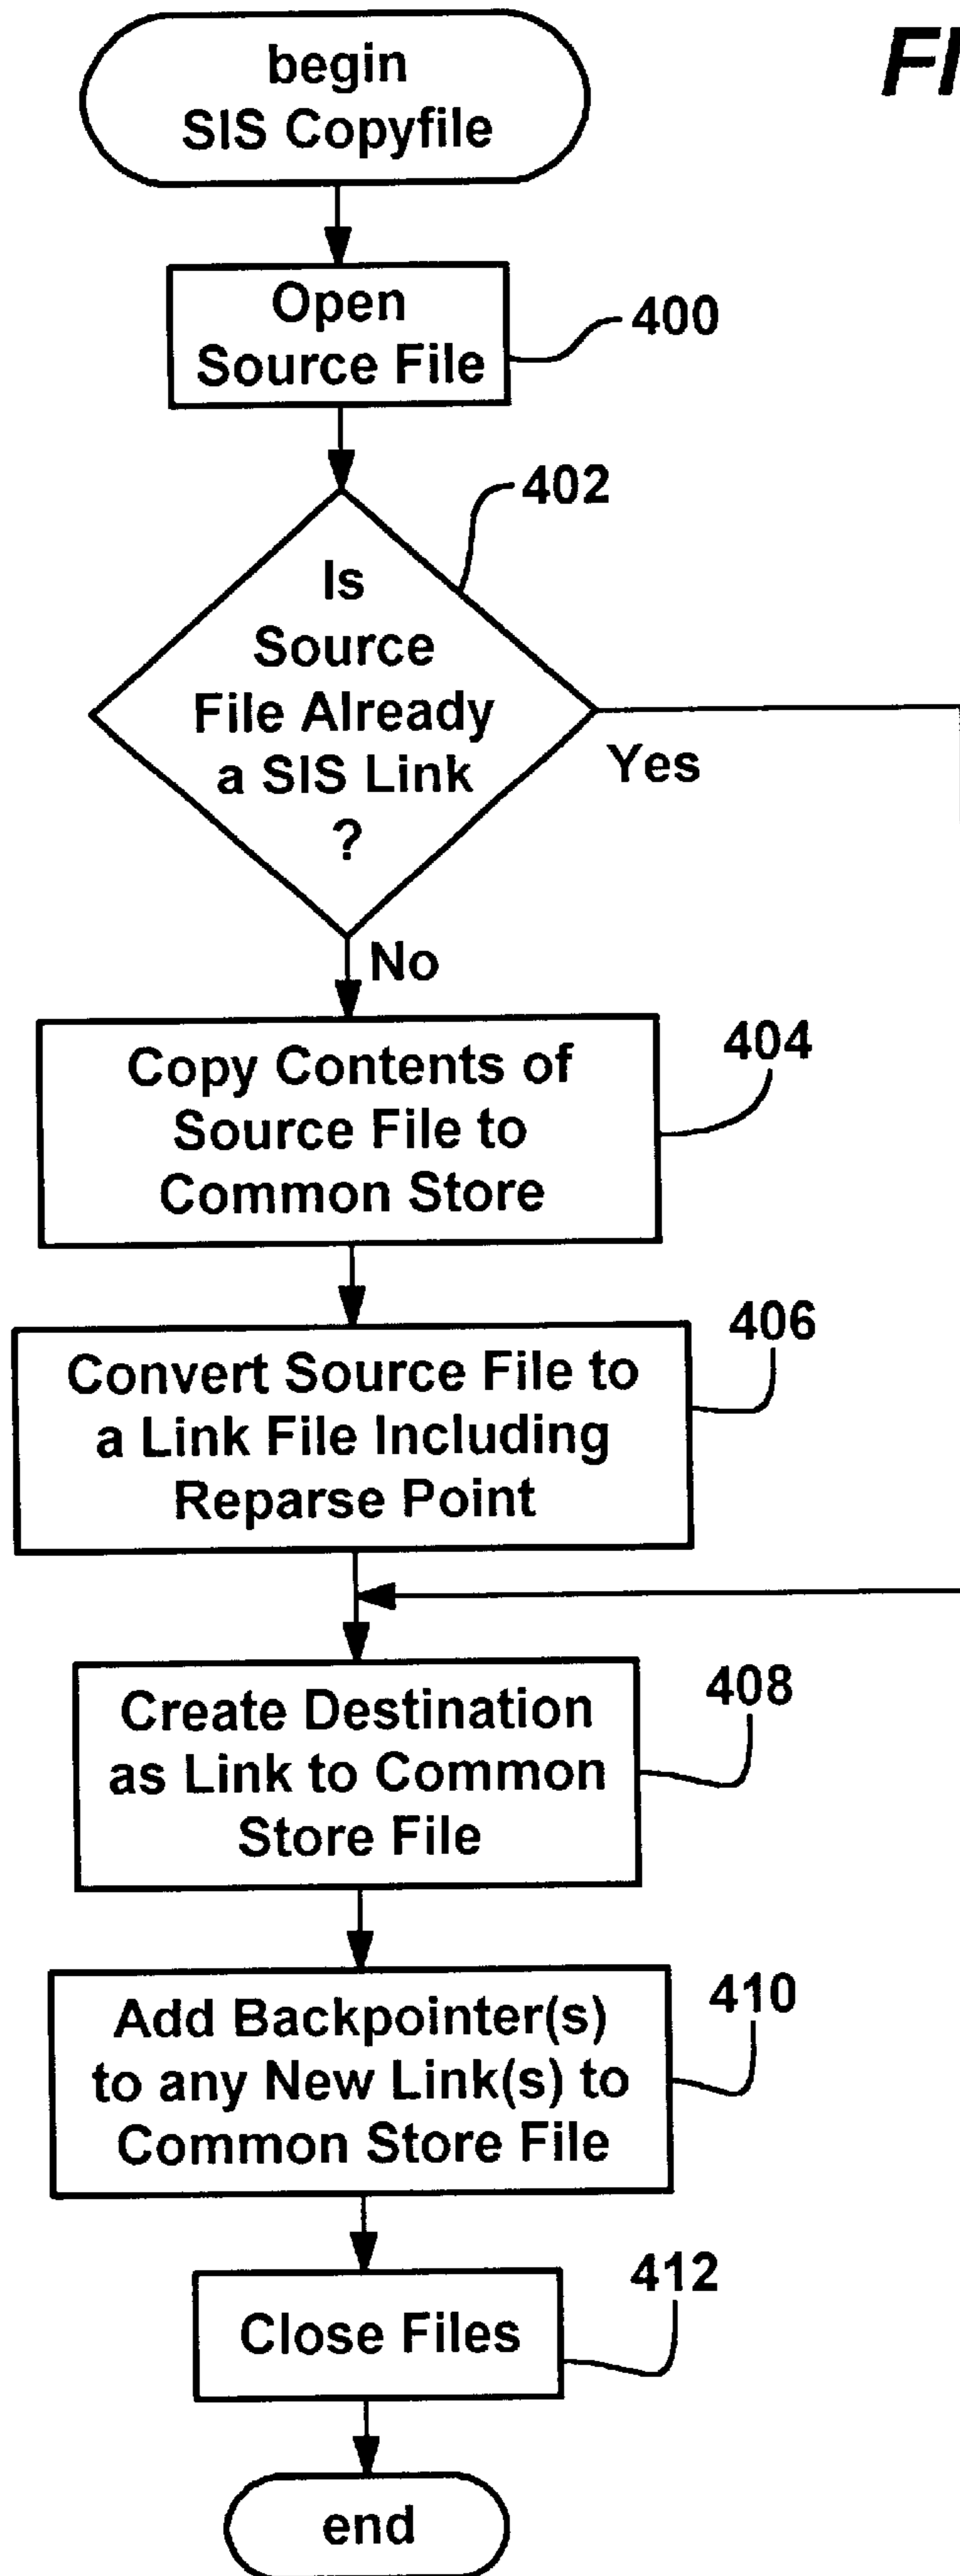 begin
SIS Copyfile
FI
Open
Source File
400
402
Is
Source
File Already
a SIS Link
?
Yes
No
Copy Contents of
Source File to
Common Store
404
Convert Source File to
a Link File Including
Reparse Point
406
Create Destination
as Link to Common
Store File
408
Add Backpointer(s)
to any New Link(s) to
Common Store File
410
Close Files
412
end